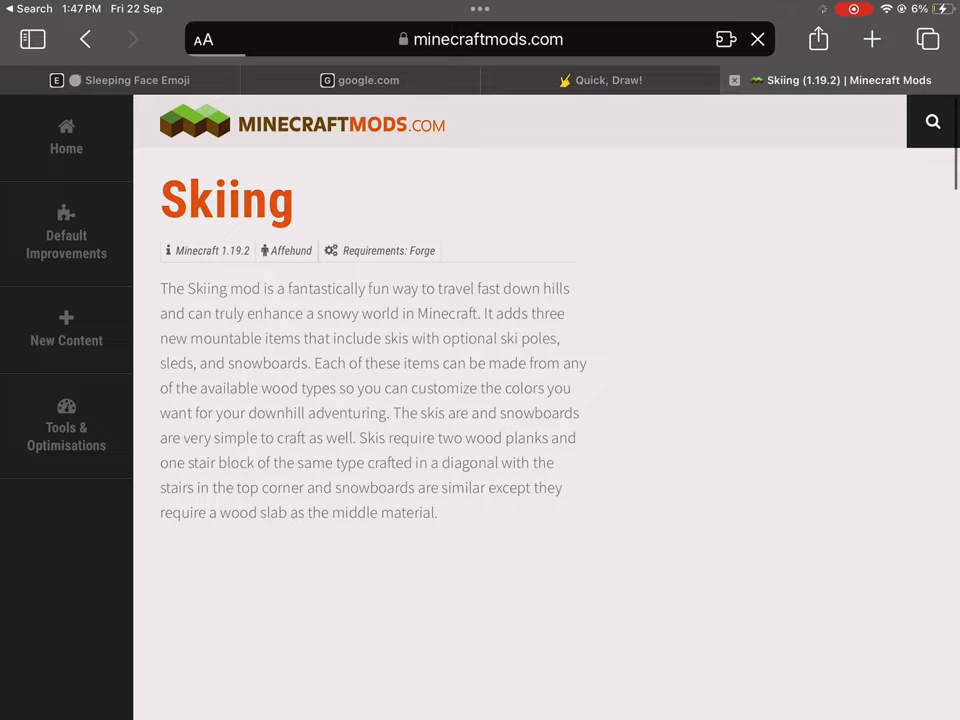 ◀ Search 1:47 PM Fri 22 Sep 6%
AA minecraftmods.com
E Sleeping Face Emoji G google.com Quick, Draw! Skiing (1.19.2) | Minecraft Mods
MINECRAFTMODS.COM
Home
Default
Improvements
New Content
Tools &
Optimisations
Skiing
Minecraft 1.19.2 Affehund Requirements: Forge
The Skiing mod is a fantastically fun way to travel fast down hills
and can truly enhance a snowy world in Minecraft. It adds three
new mountable items that include skis with optional ski poles,
sleds, and snowboards. Each of these items can be made from any
of the available wood types so you can customize the colors you
want for your downhill adventuring. The skis are and snowboards
are very simple to craft as well. Skis require two wood planks and
one stair block of the same type crafted in a diagonal with the
stairs in the top corner and snowboards are similar except they
require a wood slab as the middle material.